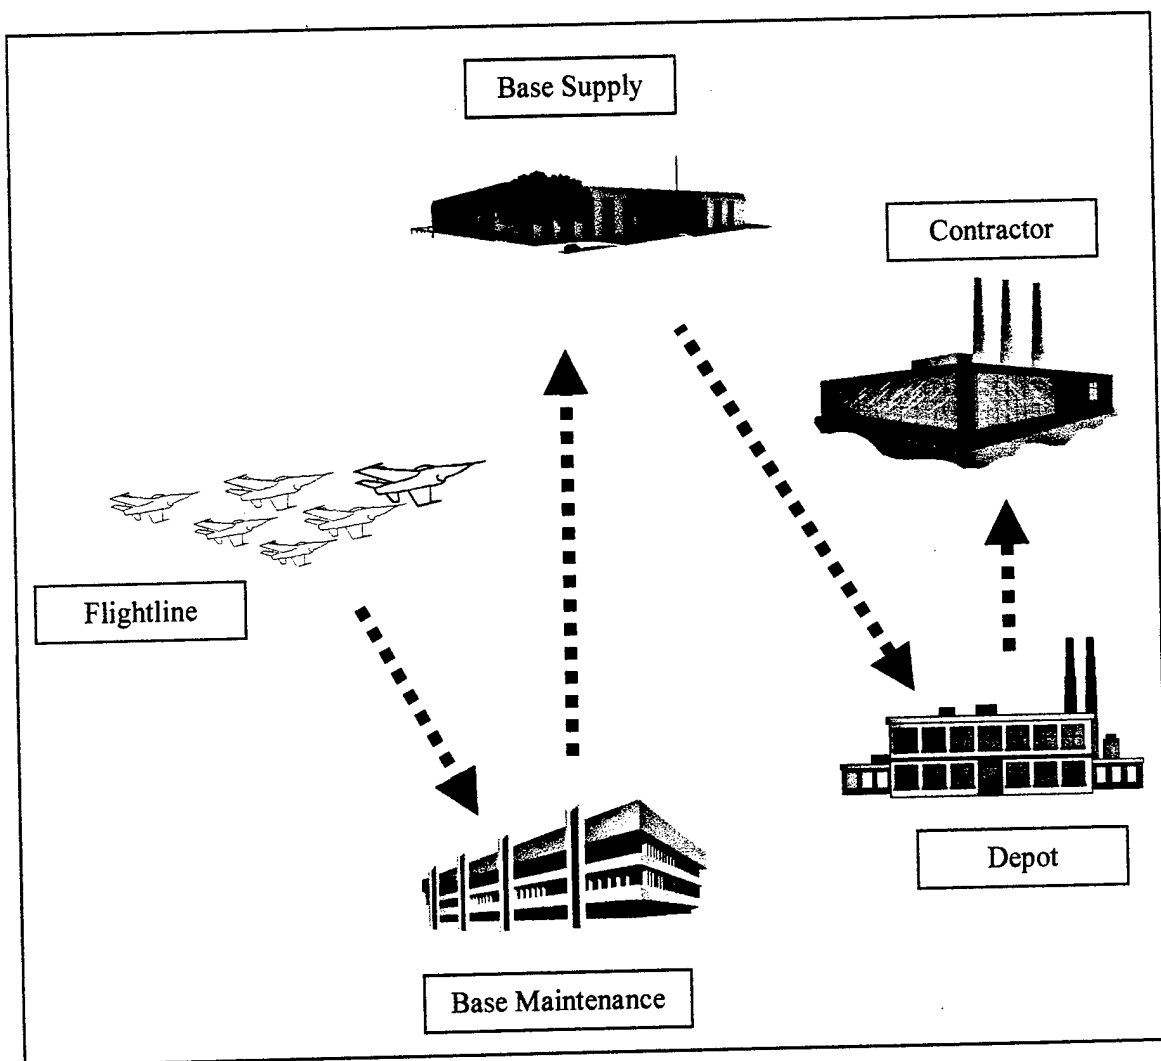 Base Supply
Contractor
Flightline
Depot
Base Maintenance